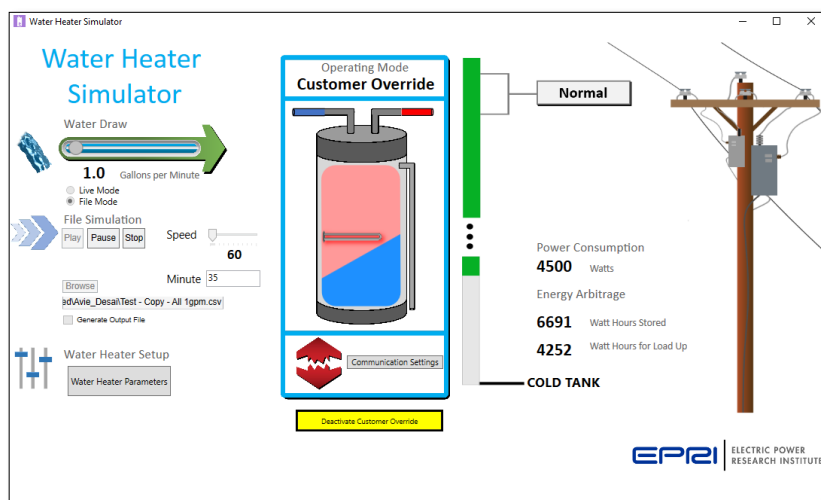 Water Heater Simulator
Water Heater
Simulator
Water Draw
1.0 Gallons per Minute
Live Mode
File Mode
File Simulation
Play Pause Stop
Speed
60
Minute 35
Browse
ed\Avie_Desai\Test - Copy - All 1gpm.csv
Generate Output File
Water Heater Setup
Water Heater Parameters
Operating Mode
Customer Override
Communication Settings
Deactivate Customer Override
Normal
Power Consumption
4500 Watts
Energy Arbitrage
6691 Watt Hours Stored
4252 Watt Hours for Load Up
COLD TANK
EPRI
ELECTRIC POWER
RESEARCH INSTITUTE